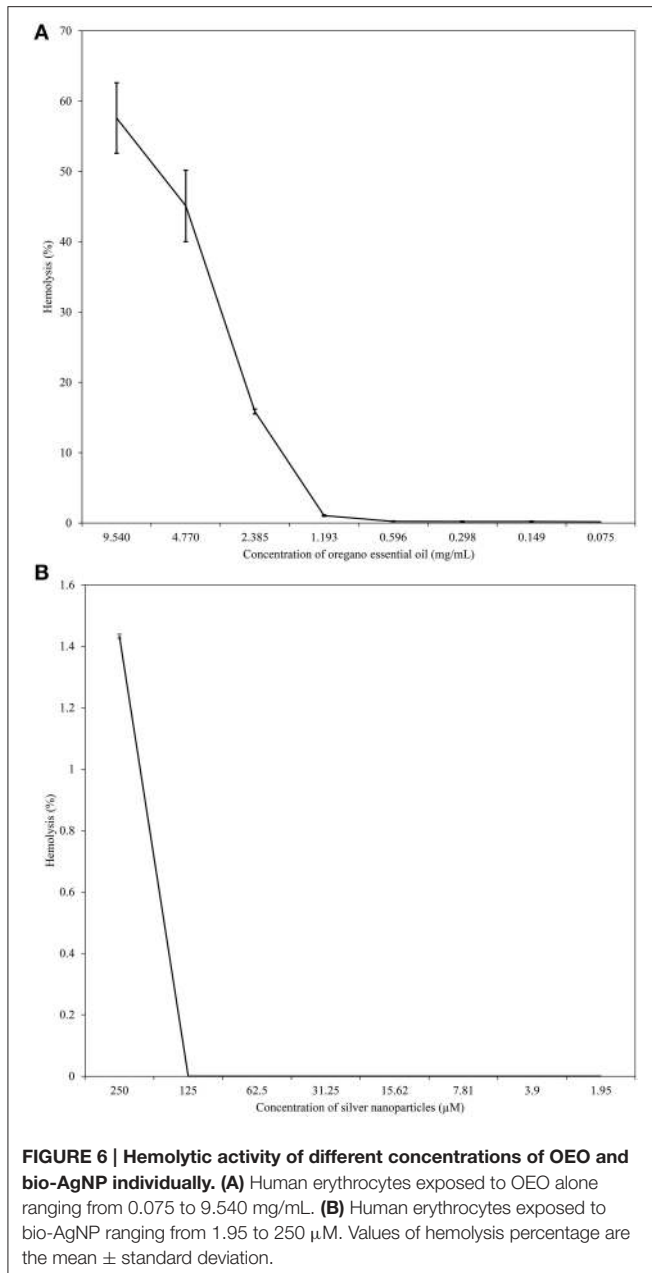 A
70
60
50
40
30
20
10
0
Hemolysis (%)
9.540 4.770 2.385 1.193 0.596 0.298 0.149 0.075
Concentration of oregano essential oil (mg/mL)
B
1.6
1.4
1.2
1
0.8
0.6
0.4
0.2
0
Hemolysis (%)
250 125 62.5 31.25 15.62 7.81 3.9 1.95
Concentration of silver nanoparticles (µM)
FIGURE 6 | Hemolytic activity of different concentrations of OEO and
bio-AgNP individually. (A) Human erythrocytes exposed to OEO alone
ranging from 0.075 to 9.540 mg/mL. (B) Human erythrocytes exposed to
bio-AgNP ranging from 1.95 to 250 µM. Values of hemolysis percentage are
the mean ± standard deviation.